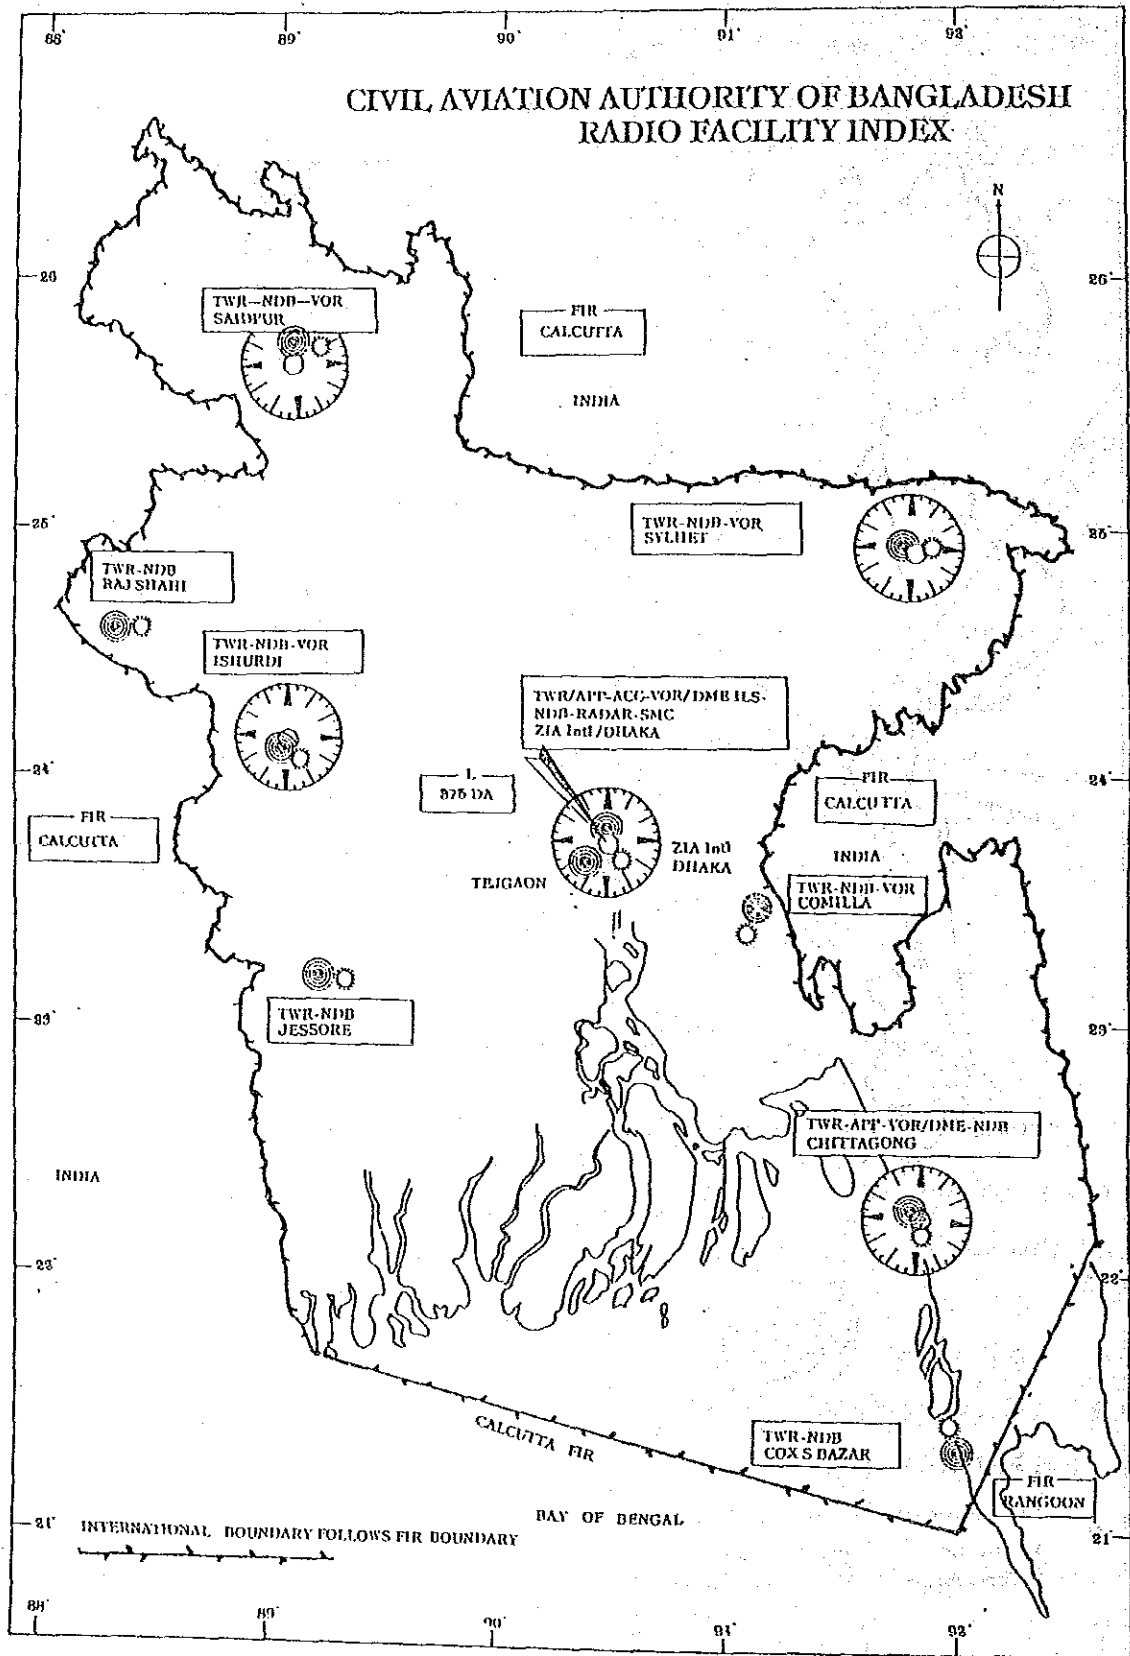 88°
89°
90°
91°
92°
CIVIL AVIATION AUTHORITY OF BANGLADESH
RADIO FACILITY INDEX
N
26
26°
TWR-NDB-VOR
SAIDPUR
FIR
CALCUTTA
INDIA
25°
25°
TWR-NDB-VOR
SYLHET
TWR-NDB
RAJ SHAHI
TWR-NDB-VOR
ISHURDI
TWR/APP-ACC-VOR/DME ILS-
NDB-RADAR-SMC
ZIA Intl/DHAKA
24°
24°
L
375 DA
FIR
CALCUTTA
FIR
CALCUTTA
INDIA
ZIA Intl
DHAKA
TEJGAON
TWR-NDB-VOR
COMILLA
TWR-NDB
JESSORE
23°
23°
TWR-APP-VOR/DME-NDB
CHITTAGONG
INDIA
22°
22°
CALCUTTA FIR
TWR-NDB
COX S BAZAR
FIR
RANGOON
BAY OF BENGAL
21°
21°
INTERNATIONAL BOUNDARY FOLLOWS FIR BOUNDARY
88°
89°
90°
91°
92°